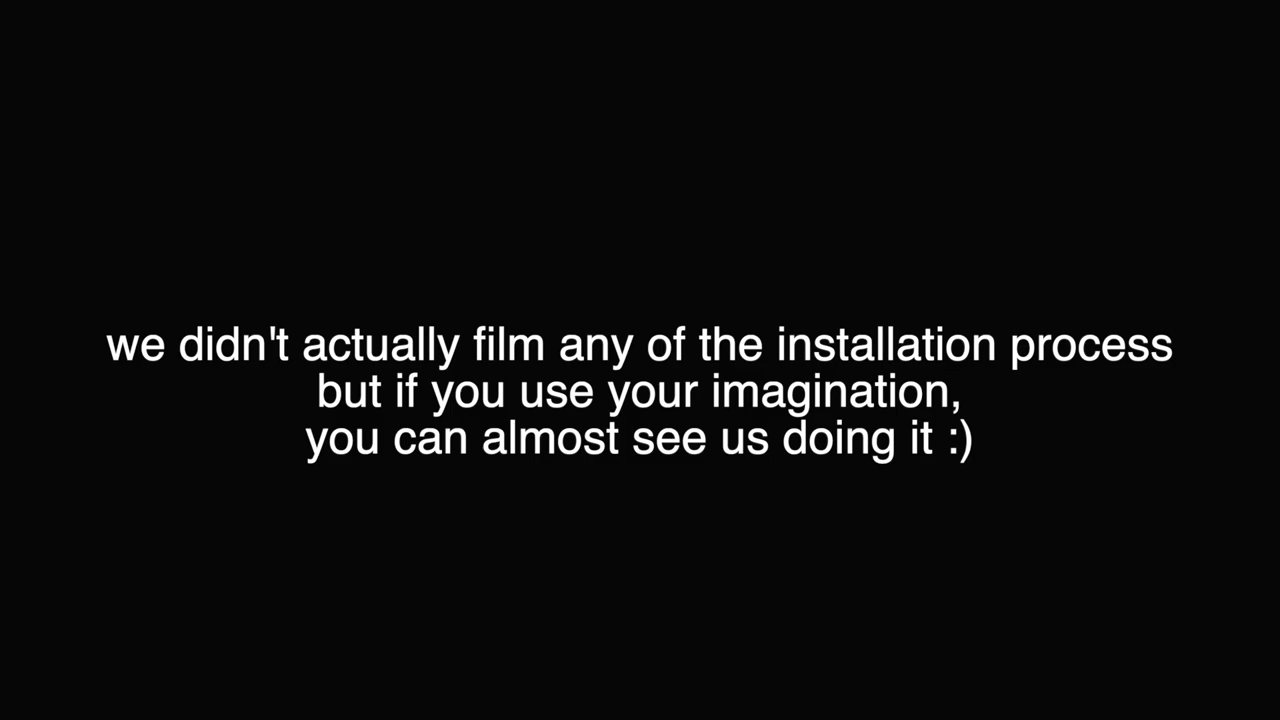 we didn't actually film any of the installation process
but if you use your imagination,
you can almost see us doing it :)